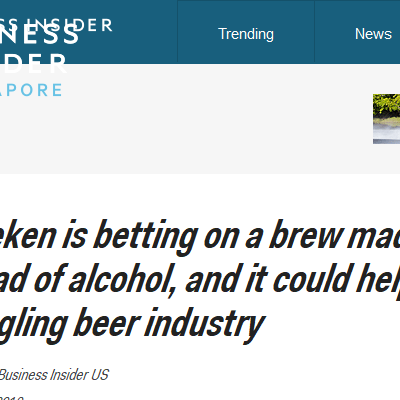 SS INSIDER
NESS
DER
APORE
Trending
News
eken is betting on a brew mad
ad of alcohol, and it could help
gling beer industry
Business Insider US